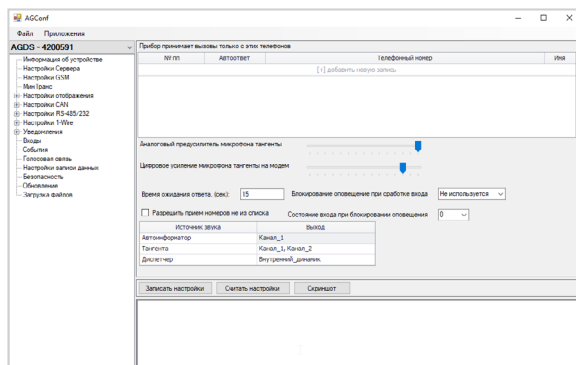 AGConf
Файл Приложения
AGDS - 4200591
Информация об устройстве
Настройки Сервера
Настройки GSM
МинТранс
Настройки отображения
Настройки CAN
Настройки RS-485/232
Настройки 1-Wire
Уведомления
Входы
События
Голосовая связь
Настройки записи данных
Безопасность
Обновление
Загрузка файлов
Прибор принимает вызовы только с этих телефонов
№ пп Автоответ Телефонный номер Имя
[+] добавить новую запись
Аналоговый предусилитель микрофона тангенты
Цифровое усиление микрофона тангенты на модем
Время ожидания ответа. (сек): 15 Блокирование оповещение при сработке входа Не используется
Разрешить прием номеров не из списка Состояние входа при блокировании оповещения 0
Источник звука Выход
Автоинформатор Канал_1
Тангента Канал_1, Канал_2
Диспетчер Внутренний_динамик
Записать настройки Считать настройки Скриншот